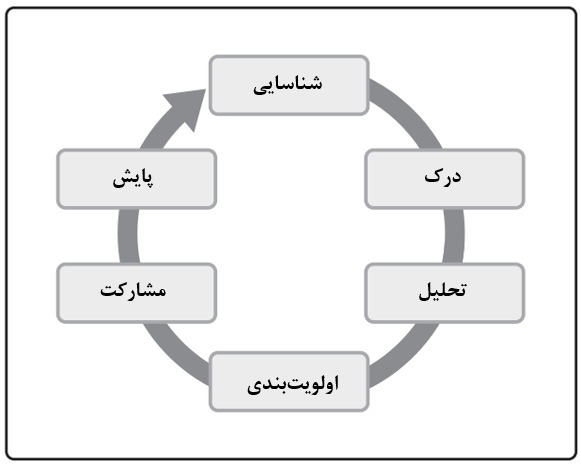 شناسایی
درک
تحلیل
اولویت‌بندی
مشارکت
پایش